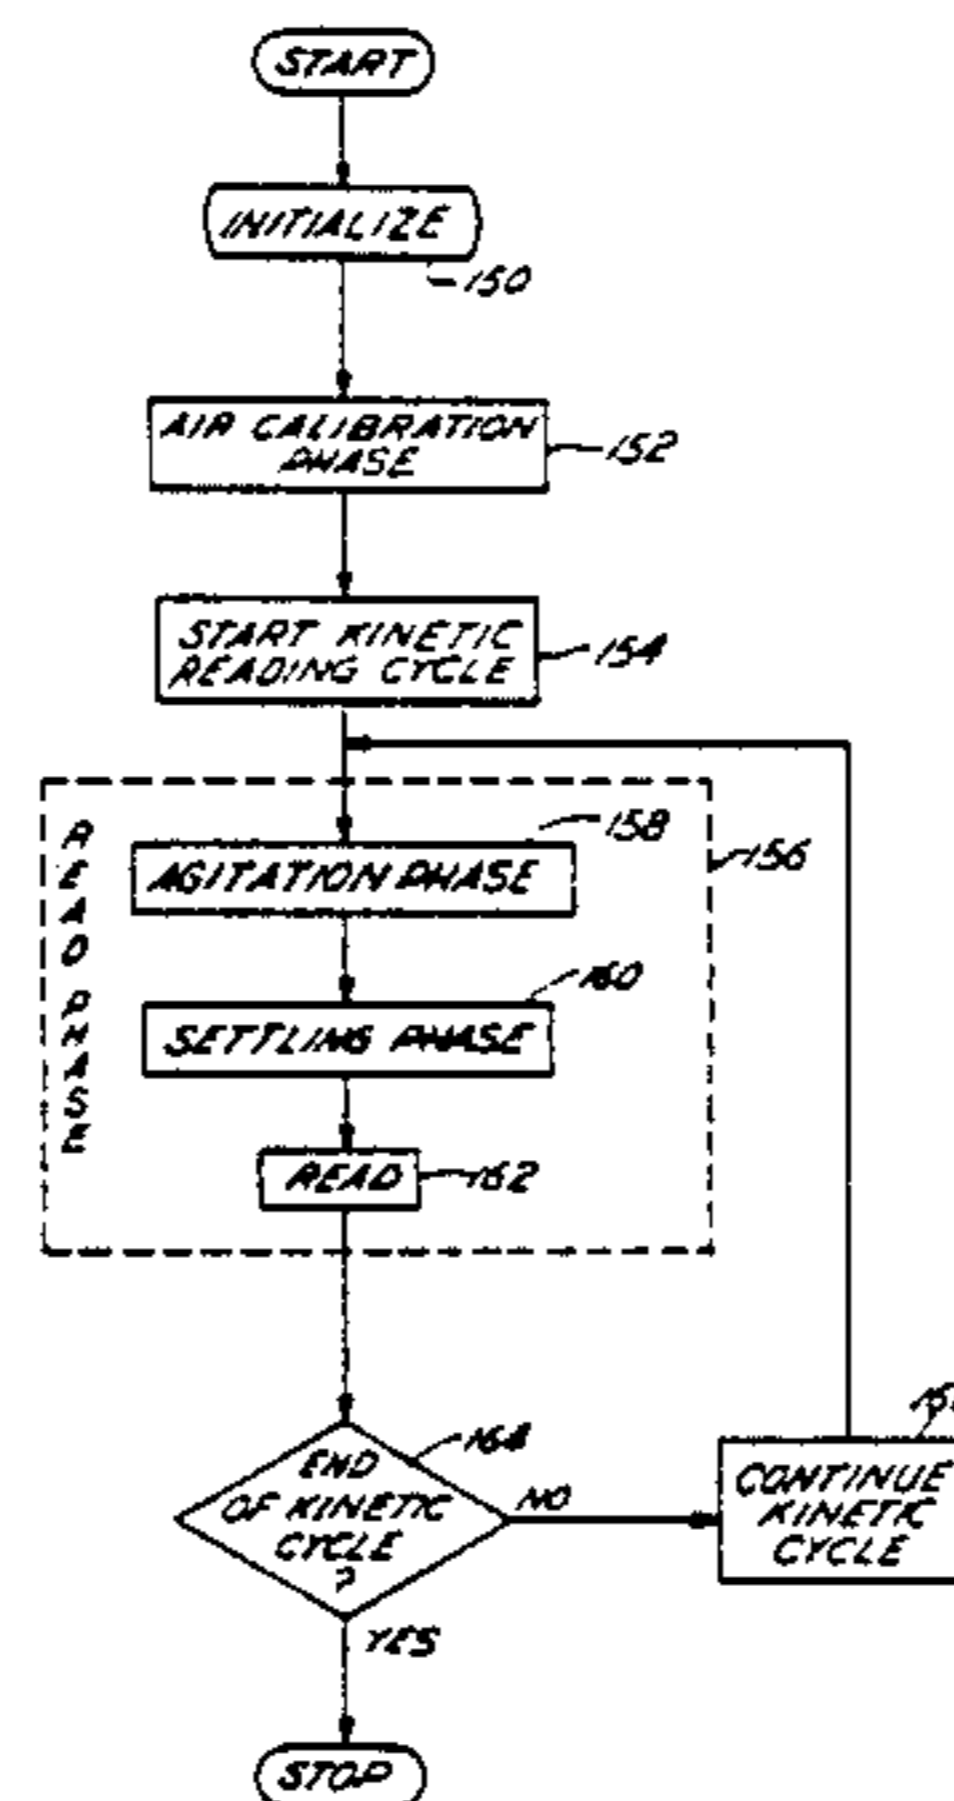 START
INITIALIZE
150
AIR CALIBRATION
PHASE
152
START KINETIC
READING CYCLE
154
READ PHASE
158
156
AGITATION PHASE
160
SETTLING PHASE
READ
162
164
END
OF KINETIC
CYCLE
?
NO
CONTINUE
KINETIC
CYCLE
YES
STOP